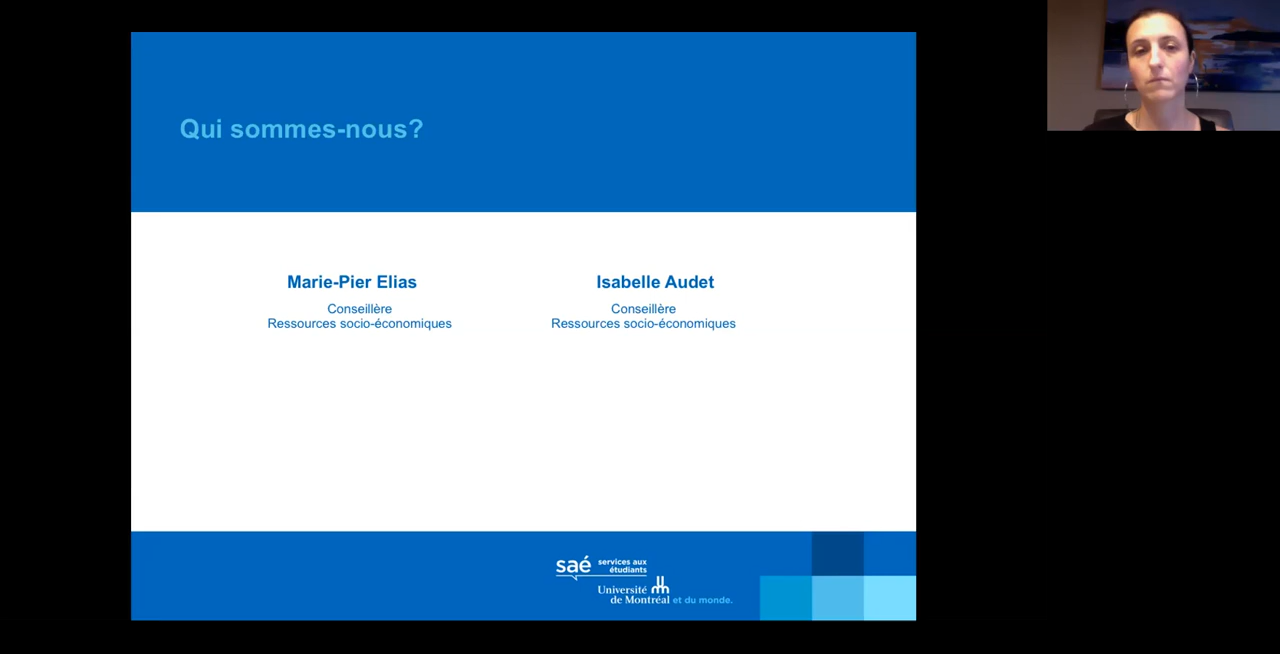 Qui sommes-nous?
Marie-Pier Elias
Conseillère
Ressources socio-économiques
Isabelle Audet
Conseillère
Ressources socio-économiques
saé services aux
étudiants
Université
de Montréal et du monde.